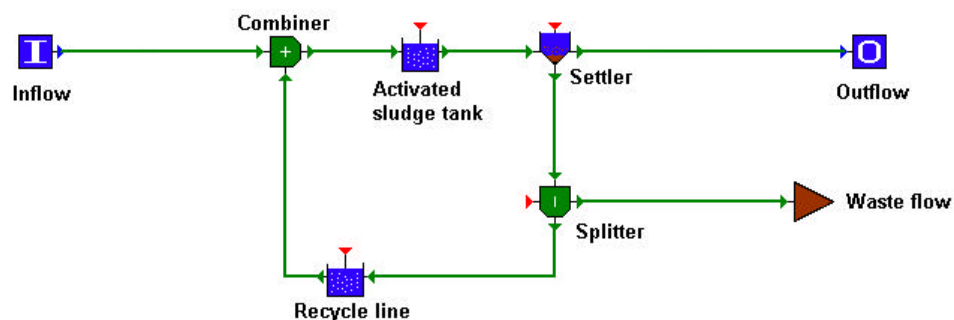 Combiner
I
+
O
Inflow
Activated
sludge tank
Settler
Outflow
I
Splitter
Waste flow
Recycle line